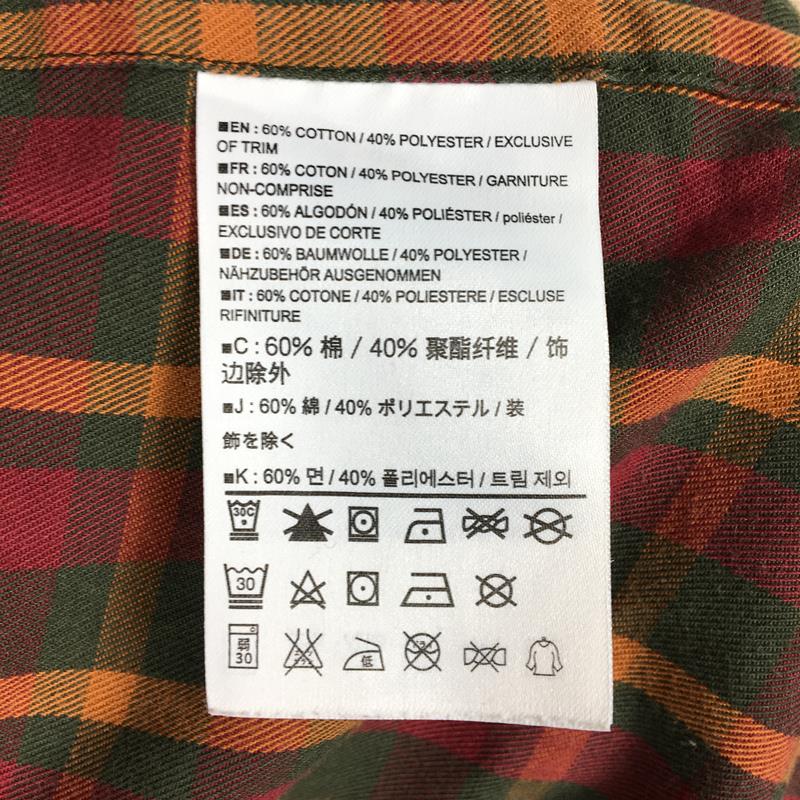 ■EN : 60% COTTON / 40% POLYESTER / EXCLUSIVE
OF TRIM
■FR : 60% COTON / 40% POLYESTER / GARNITURE
NON-COMPRISE
■ES : 60% ALGODÓN / 40% POLIÉSTER / poliéster /
EXCLUSIVO DE CORTE
■DE : 60% BAUMWOLLE / 40% POLYESTER /
NÄHZUBEHÖR AUSGENOMMEN
■IT : 60% COTONE / 40% POLIESTERE / ESCLUSE
RIFINITURE
■C : 60% 棉 / 40% 聚酯纤维 / 饰
边除外
■J : 60% 綿 / 40% ポリエステル / 装
飾を除く
■K : 60% 면 / 40% 폴리에스터 / 트림 제외
30C
30
弱
30
低